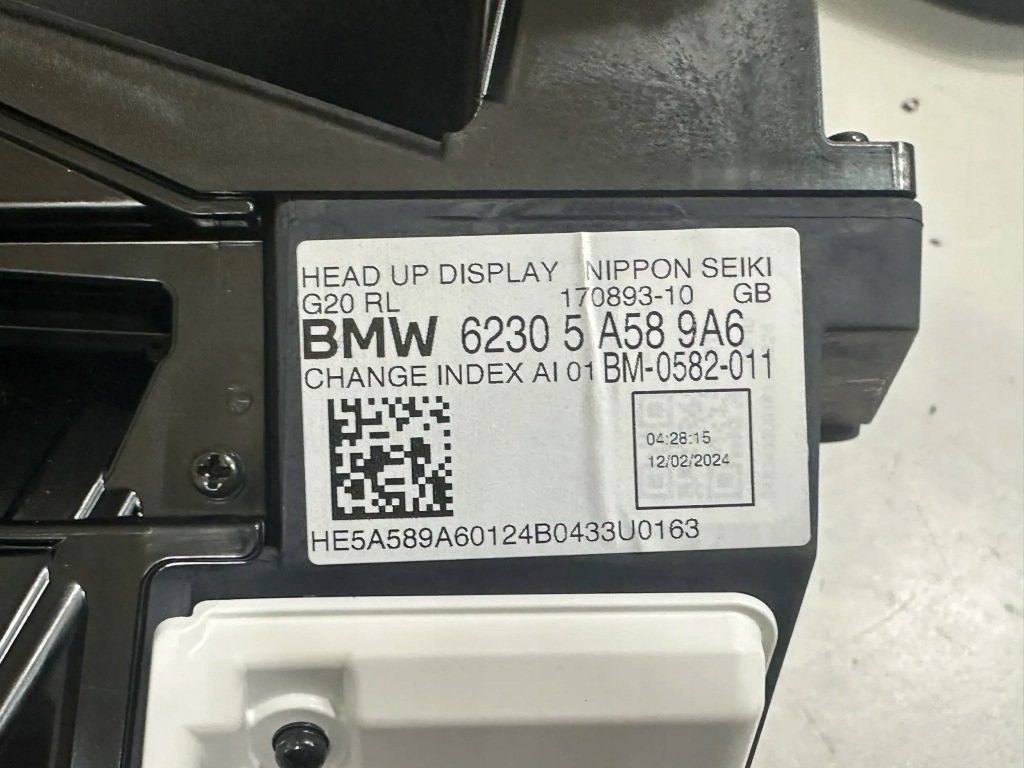 HEAD UP DISPLAY NIPPON SEIKI
G20 RL 170893-10 GB
BMW 6230 5 A58 9A6
CHANGE INDEX AI 01 BM-0582-011
04:28:15
12/02/2024
HE5A589A60124B0433U0163